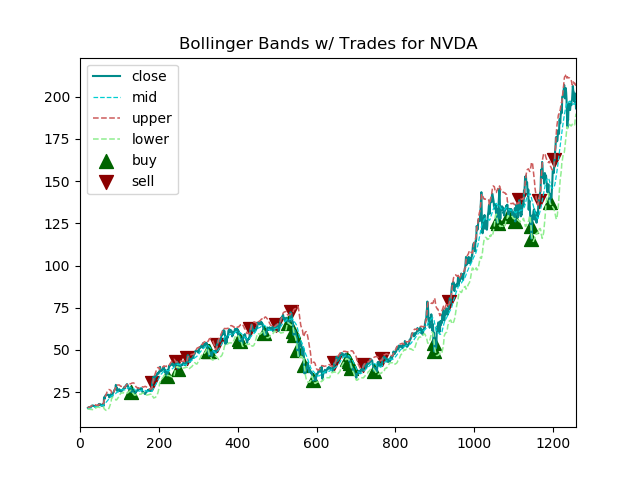 Bollinger Bands w/ Trades for NVDA
close
mid
upper
lower
buy
sell
200
175
150
125
100
75
50
25
0 200 400 600 800 1000 1200